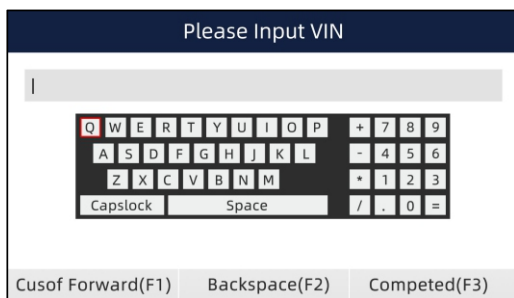 Please Input VIN
Q W E R T Y U I O P + 7 8 9
A S D F G H J K L - 4 5 6
Z X C V B N M * 1 2 3
Capslock Space / . 0 =
Cusof Forward(F1) Backspace(F2) Competed(F3)